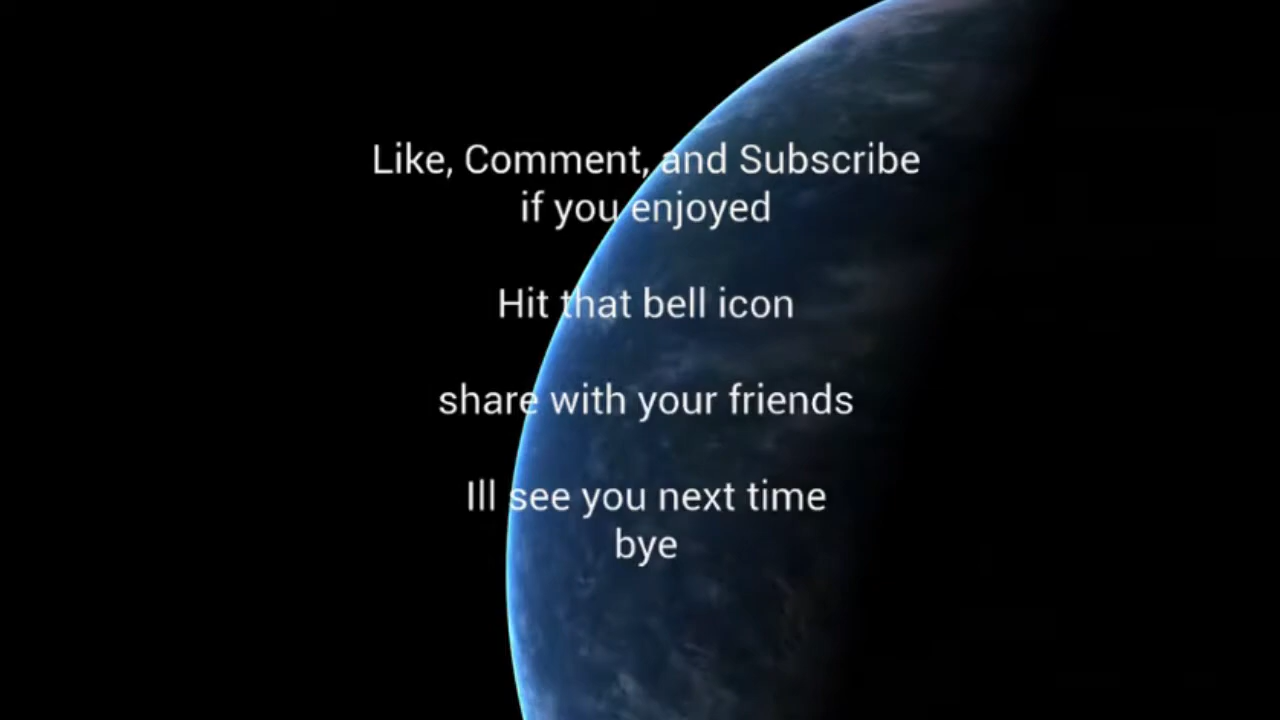 Like, Comment, and Subscribe
if you enjoyed
Hit that bell icon
share with your friends
Ill see you next time
bye